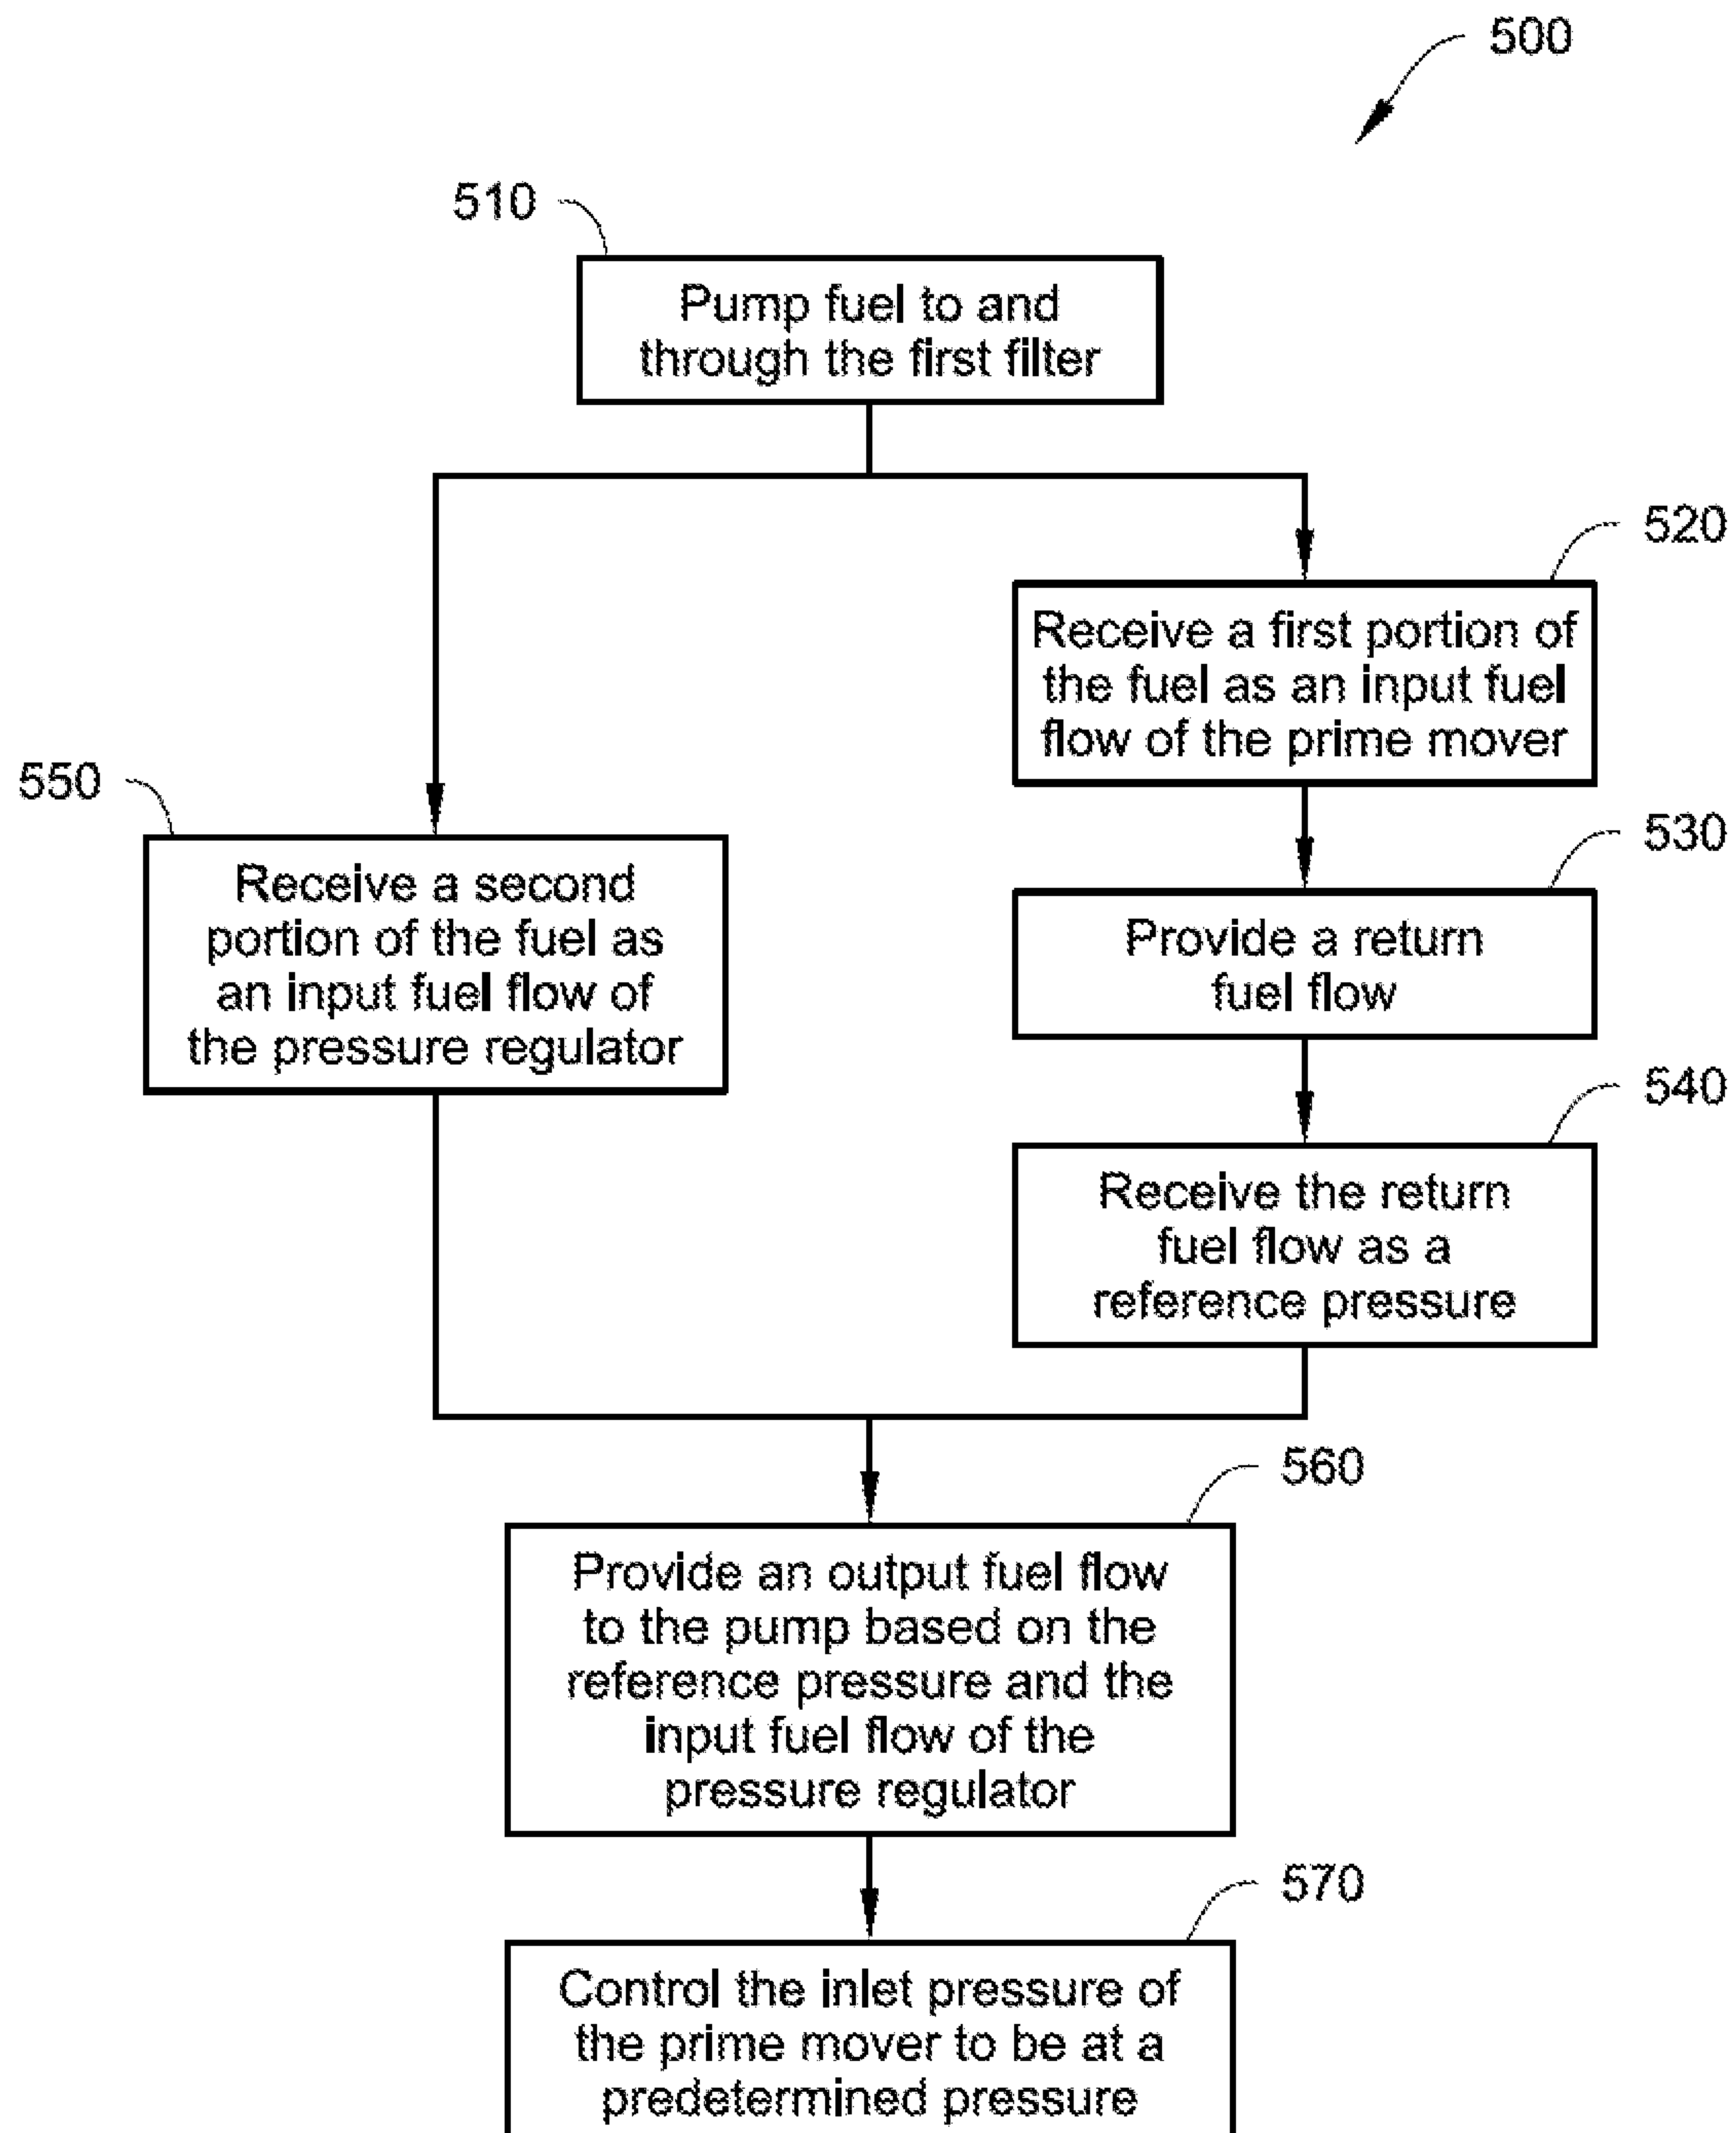 500
510
Pump fuel to and
through the first filter
520
Receive a first portion of
the fuel as an input fuel
flow of the prime mover
550
Receive a second
portion of the fuel as
an input fuel flow of
the pressure regulator
530
Provide a return
fuel flow
540
Receive the return
fuel flow as a
reference pressure
560
Provide an output fuel flow
to the pump based on the
reference pressure and the
input fuel flow of the
pressure regulator
570
Control the inlet pressure of
the prime mover to be at a
predetermined pressure